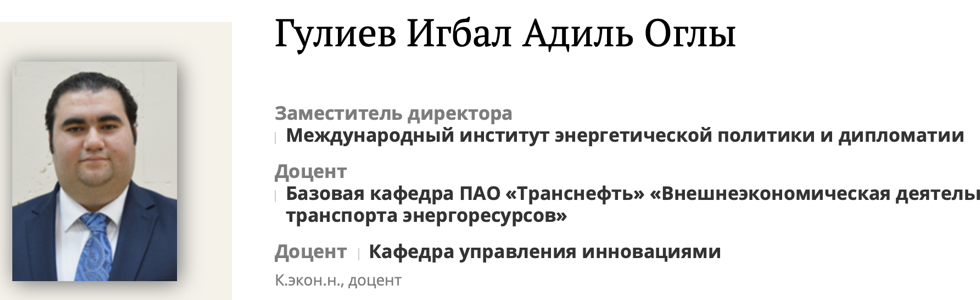 Гулиев Игбал Адиль Оглы
Заместитель директора
Международный институт энергетической политики и дипломатии
Доцент
Базовая кафедра ПАО «Транснефть» «Внешнеэкономическая
транспорта энергоресурсов»
Доцент | Кафедра управления инновациями
К.экон.н., доцент